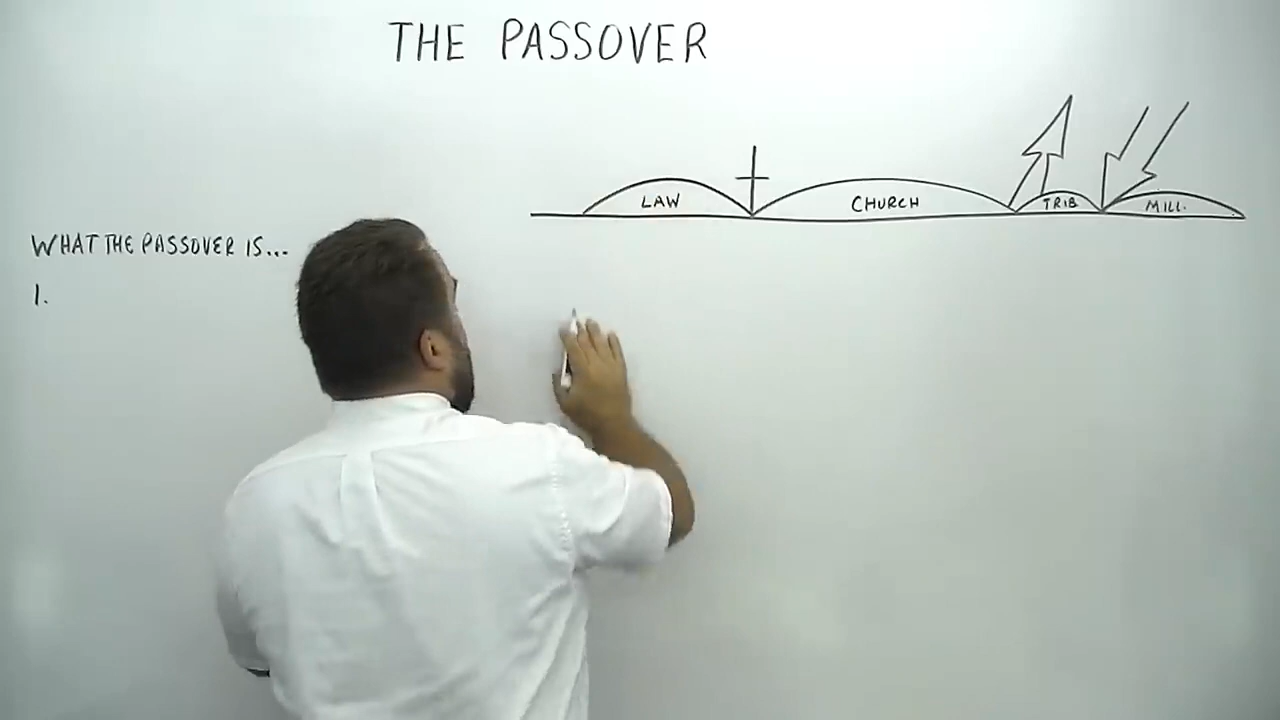 THE PASSOVER
LAW
CHURCH
TRIB
MILL.
WHAT THE PASSOVER IS...
1.